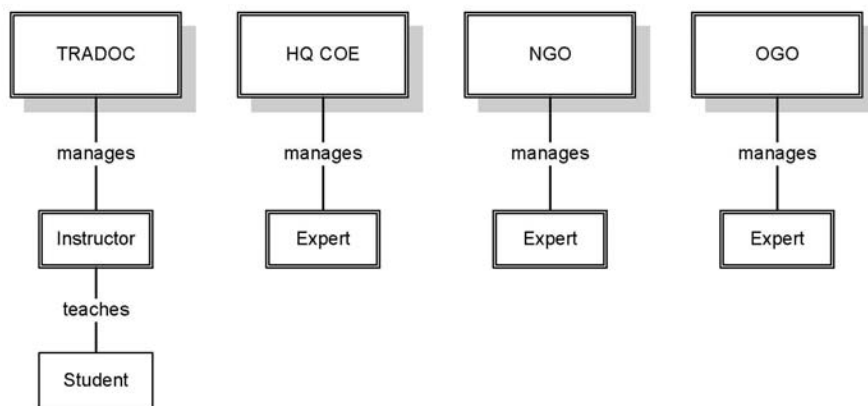 TRADOC
HQ COE
NGO
OGO
manages
manages
manages
manages
Instructor
Expert
Expert
Expert
teaches
Student